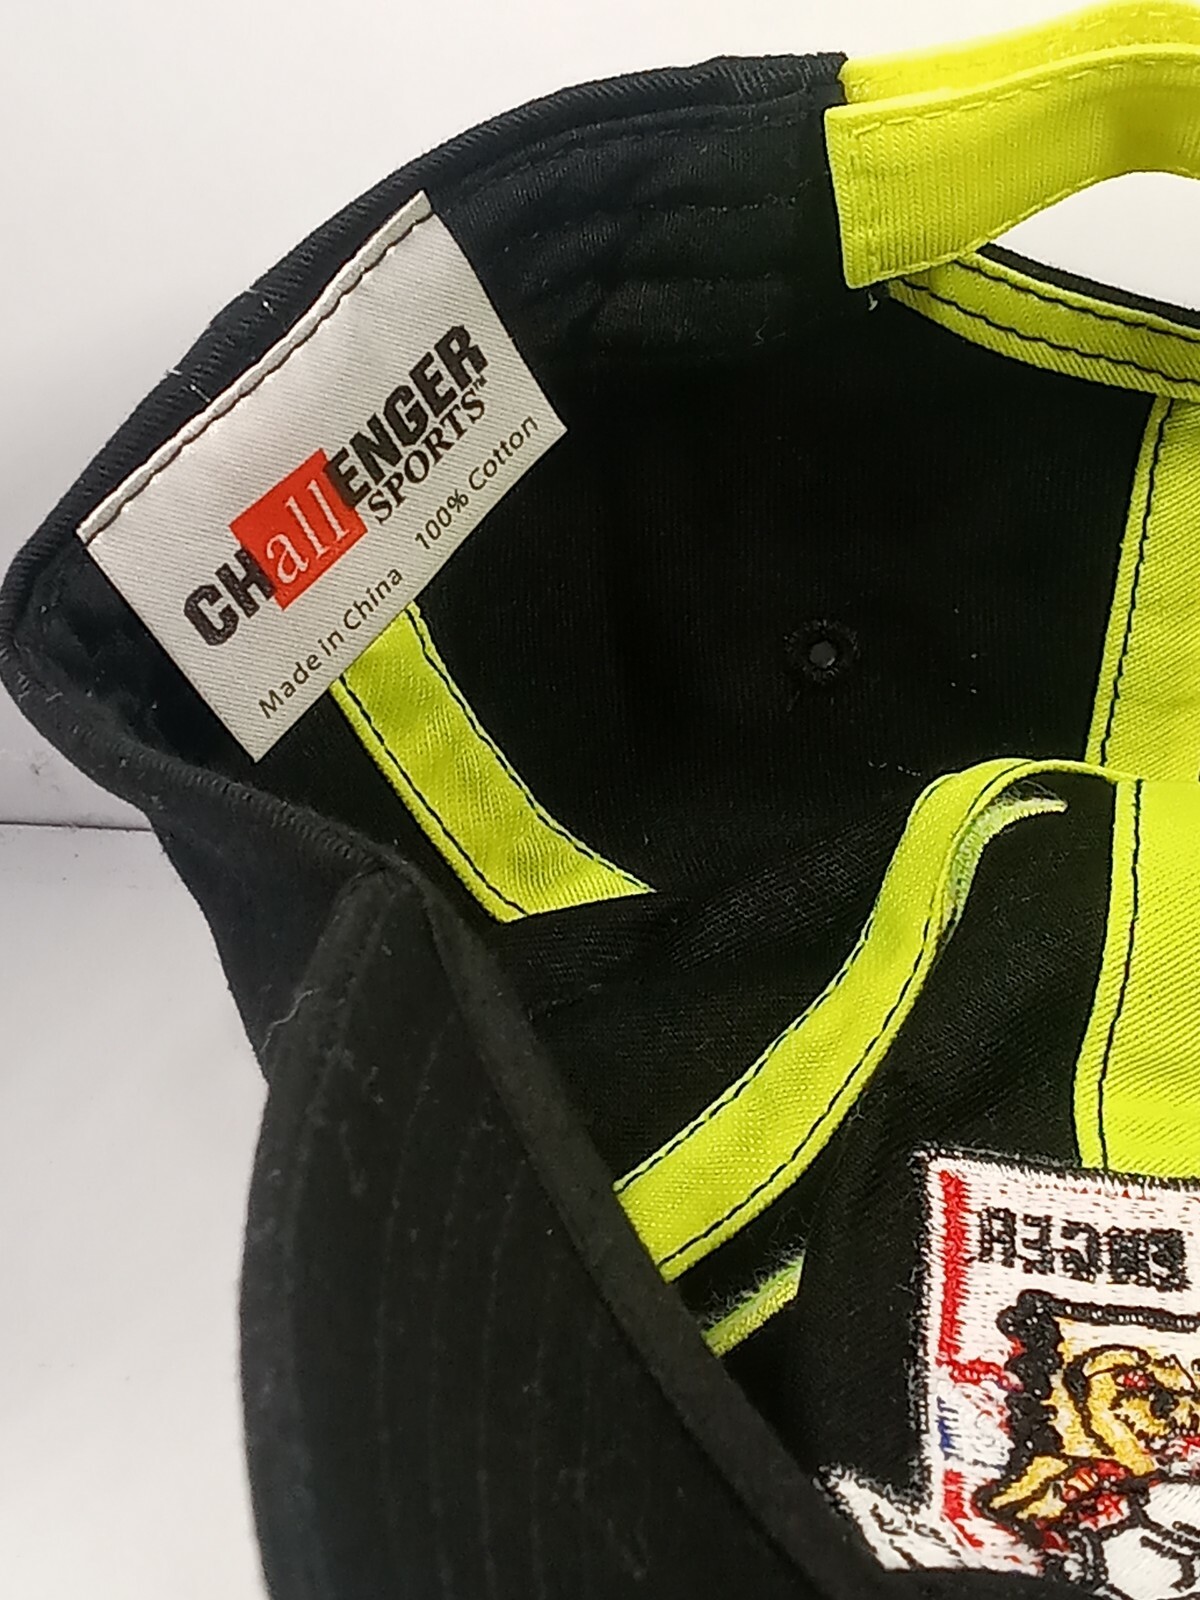 CHallENGER
SPORTS™
Made in China 100% Cotton